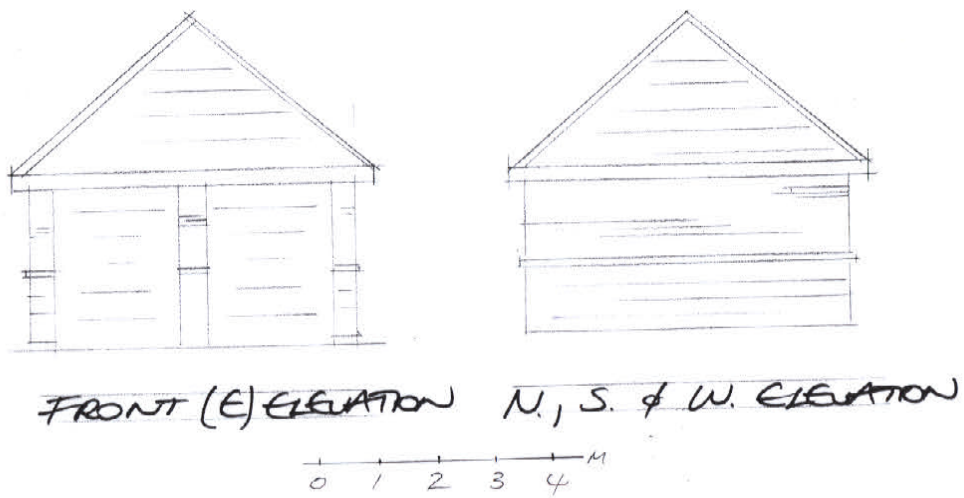 FRONT (E) ELEVATION
N., S. & W. ELEVATION
0 1 2 3 4 M